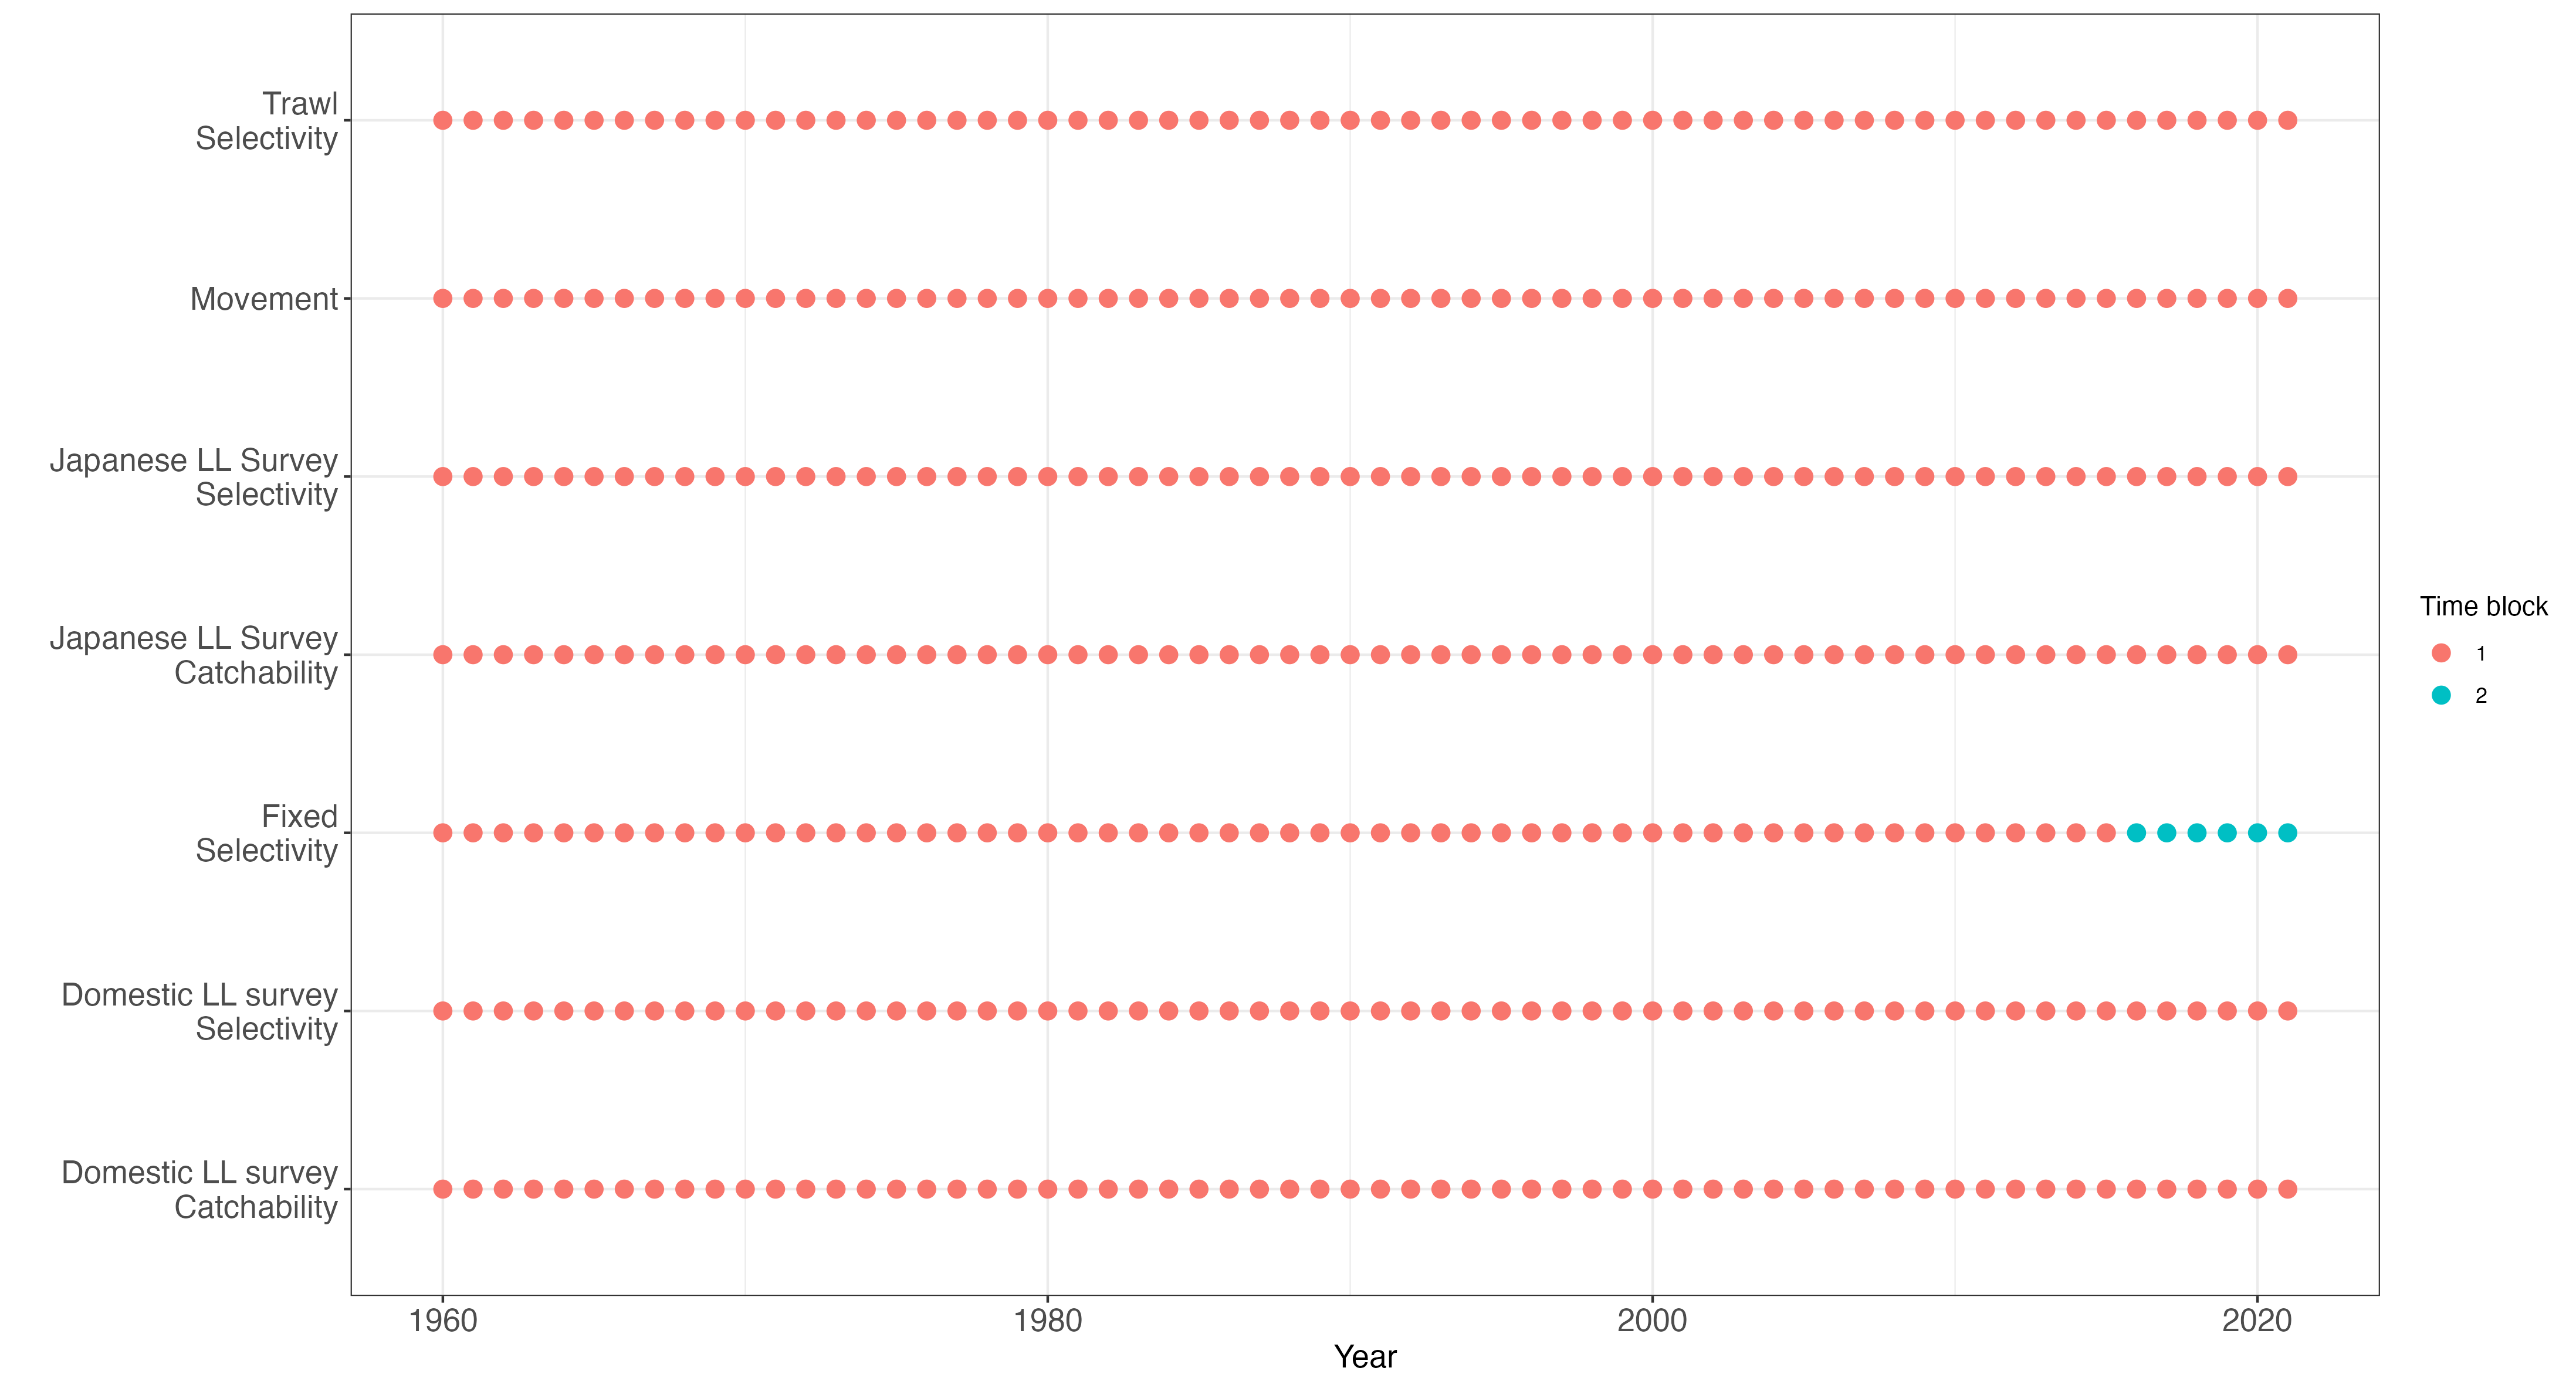 Trawl
Selectivity
Movement
Japanese LL Survey
Selectivity
Japanese LL Survey
Catchability
Fixed
Selectivity
Domestic LL survey
Selectivity
Domestic LL survey
Catchability
1960
1980
2000
2020
Year
Time block
1
2